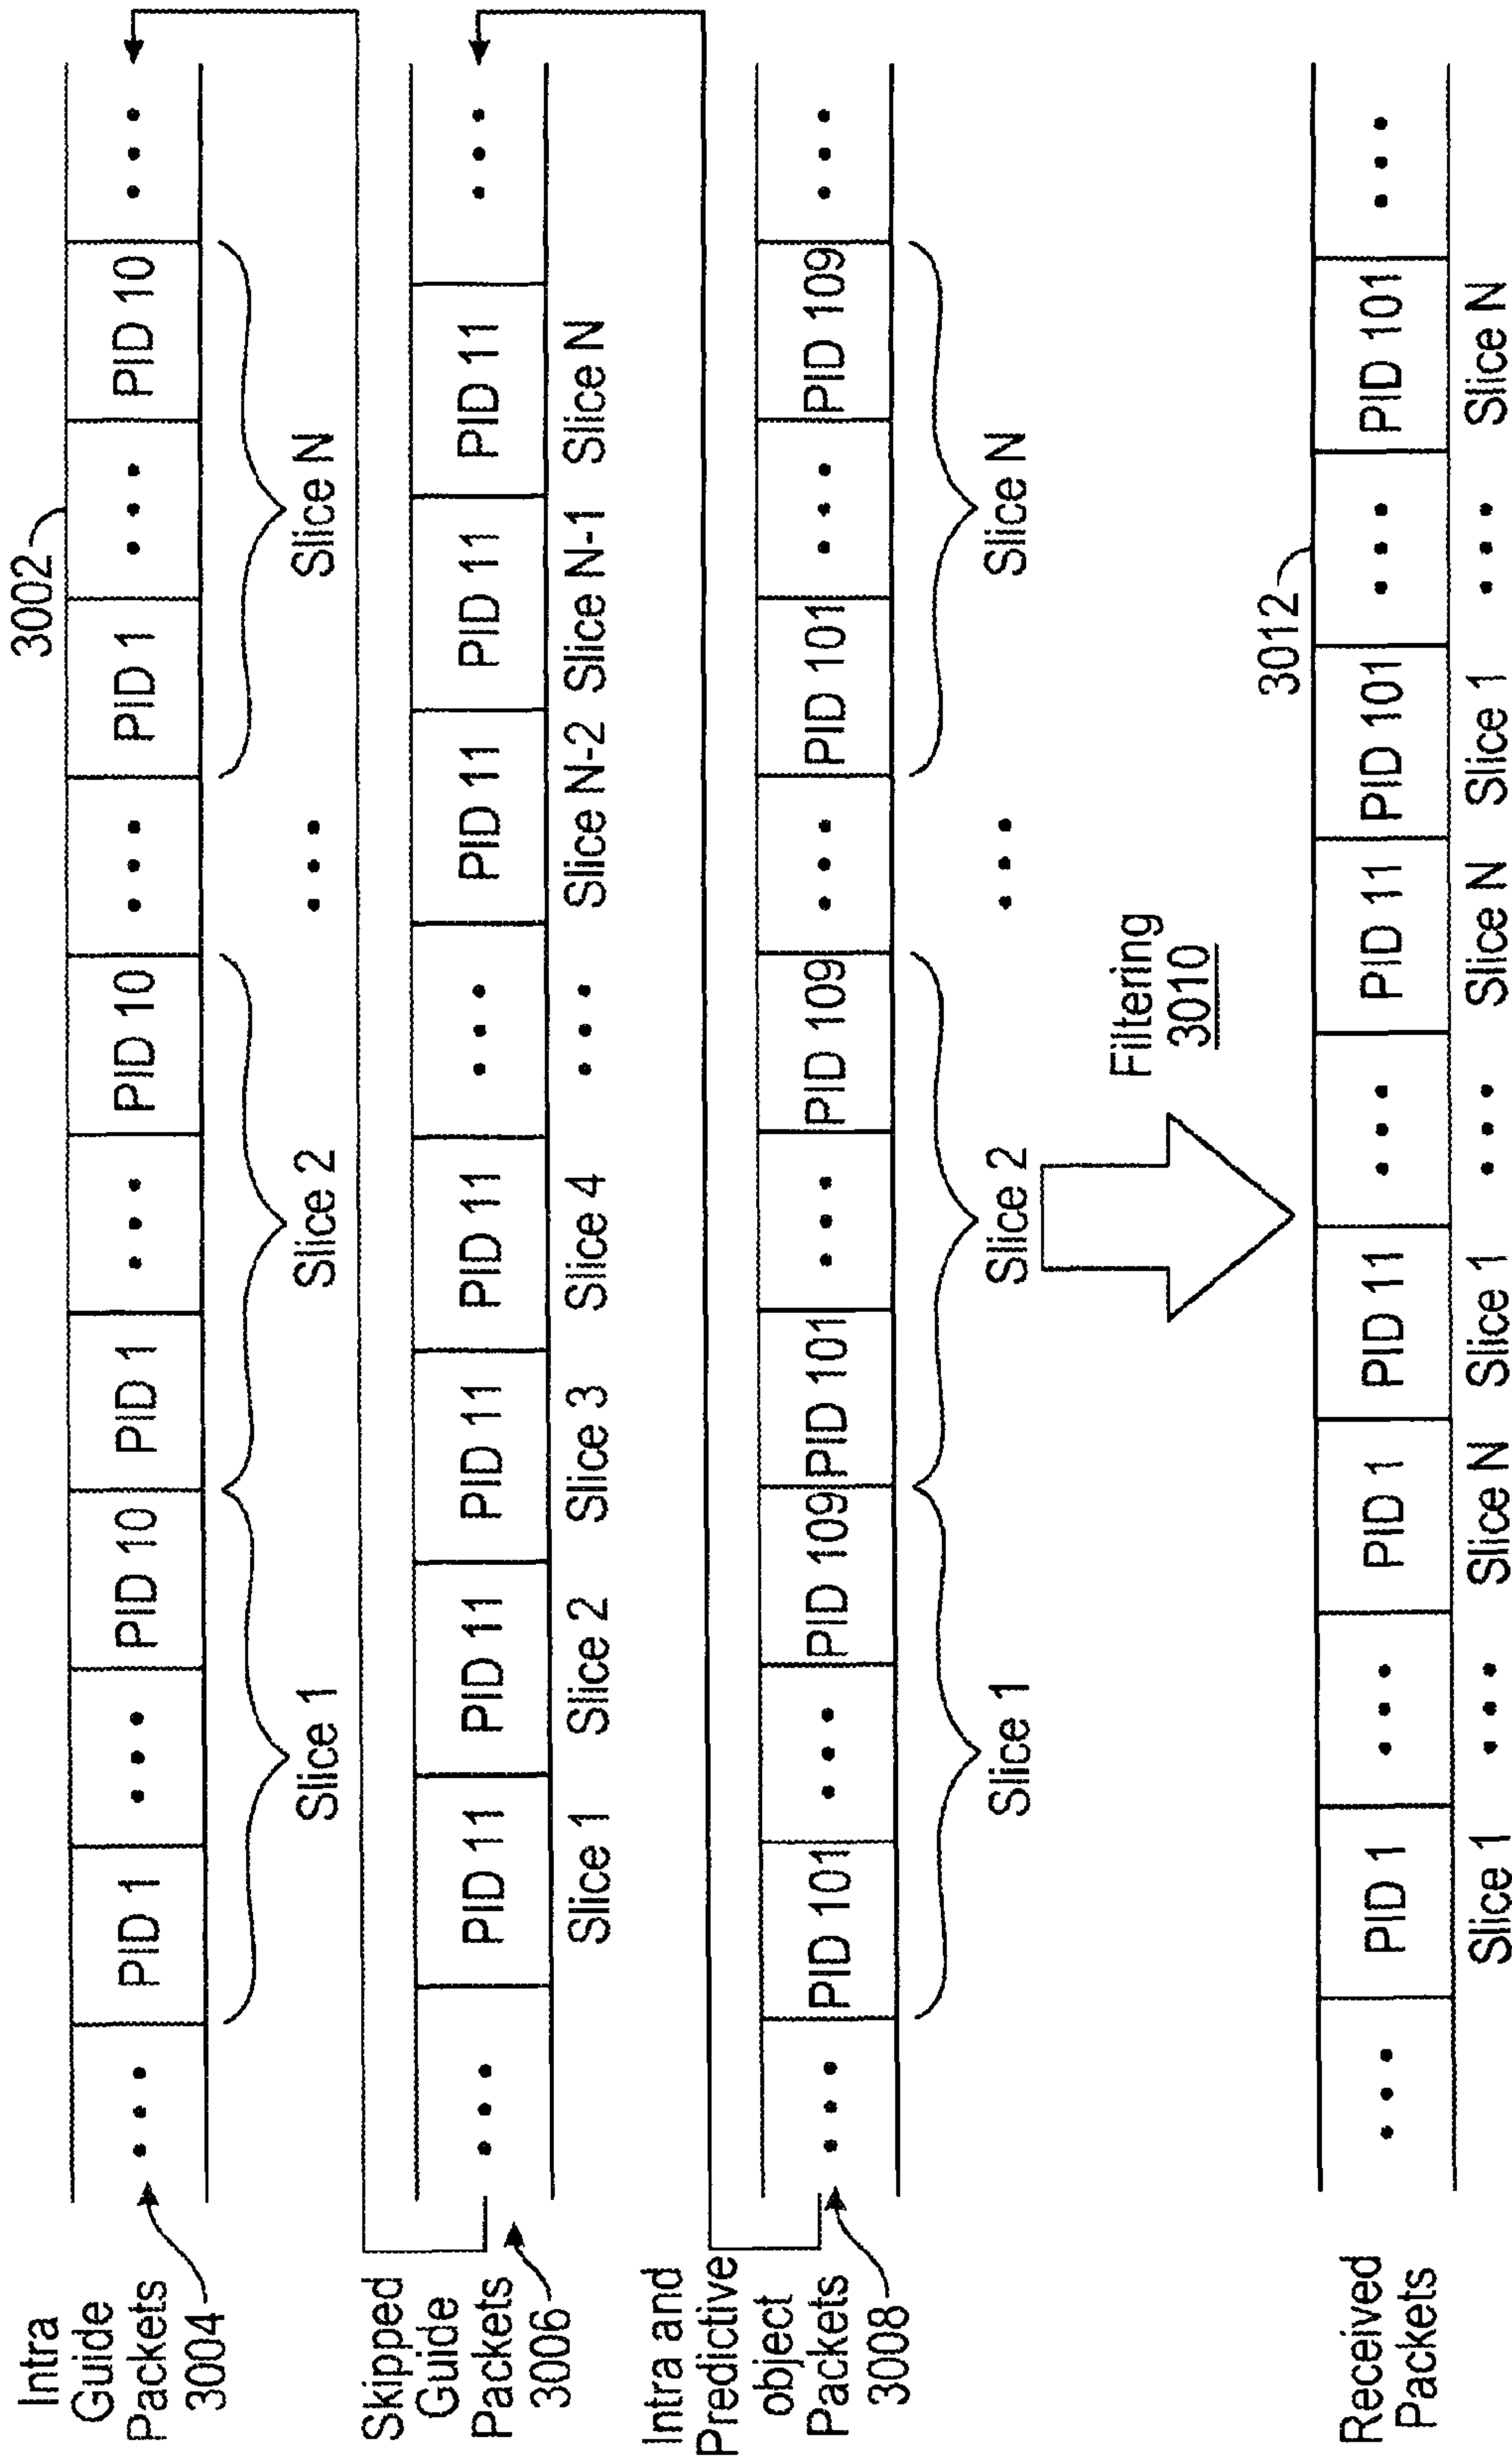 3002
Intra
Guide
Packets
3004
• • •
PID 1
• • •
PID 10
PID 1
• • •
PID 10
• • •
PID 1
• • •
PID 10
• • •
Slice 1
Slice 2
• • •
Slice N
Skipped
Guide
Packets
3006
• • •
PID 11
PID 11
PID 11
PID 11
• • •
PID 11
PID 11
PID 11
• • •
Slice 1
Slice 2
Slice 3
Slice 4
• • •
Slice N-2
Slice N-1
Slice N
Intra and
Predictive
object
Packets
3008
• • •
PID 101
• • •
PID 109
PID 101
• • •
PID 109
• • •
PID 101
• • •
PID 109
• • •
Slice 1
Slice 2
• • •
Slice N
Filtering
3010
3012
Received
Packets
• • •
PID 1
• • •
PID 1
PID 11
• • •
PID 11
PID 101
• • •
PID 101
• • •
Slice 1
• • •
Slice N
Slice 1
• • •
Slice N
Slice 1
• • •
Slice N